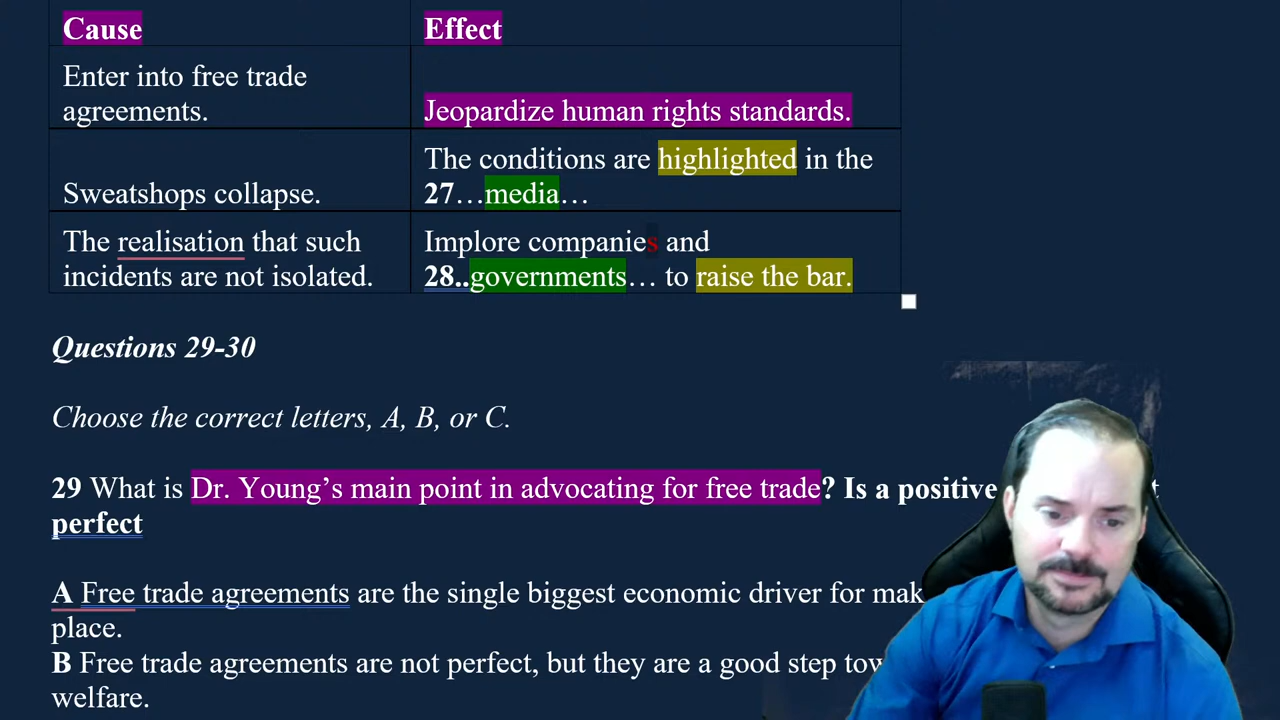 Cause Effect
Enter into free trade
agreements.
Jeopardize human rights standards.
The conditions are highlighted in the
Sweatshops collapse. 27…media…
The realisation that such Implore companies and
incidents are not isolated. 28..governments… to raise the bar.
Questions 29-30
Choose the correct letters, A, B, or C.
29 What is Dr. Young’s main point in advocating for free trade? Is a positive
perfect
A Free trade agreements are the single biggest economic driver for mak
place.
B Free trade agreements are not perfect, but they are a good step tow
welfare.